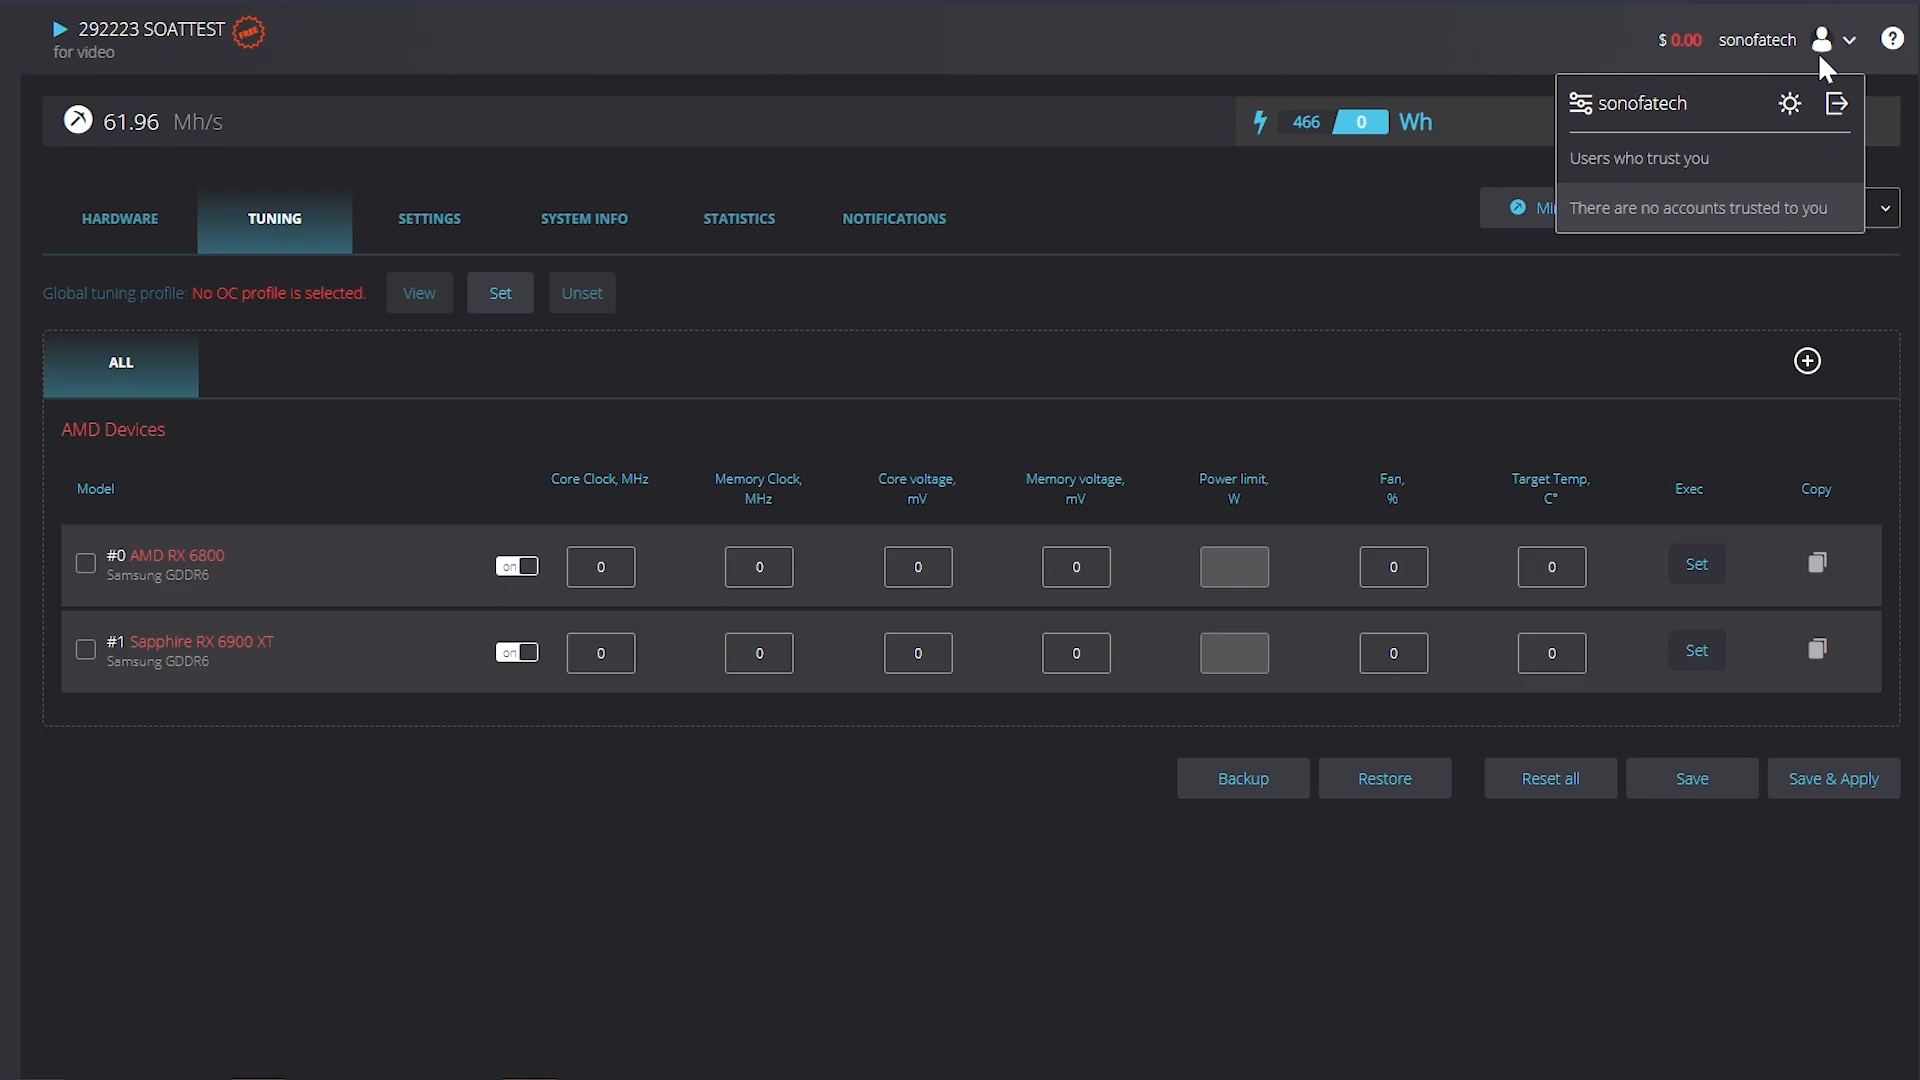 292223 SOATTEST FREE
for video
$ 0.00 sonofatech ?
sonofatech
Users who trust you
There are no accounts trusted to you
61.96 Mh/s
466 0 Wh
HARDWARE TUNING SETTINGS SYSTEM INFO STATISTICS NOTIFICATIONS
Global tuning profile: No OC profile is selected. View Set Unset
ALL
AMD Devices
Model
Core Clock, MHz
Memory Clock,
MHz
Core voltage,
mV
Memory voltage,
mV
Power limit,
W
Fan,
%
Target Temp,
C°
Exec
Copy
#0 AMD RX 6800
Samsung GDDR6
on 0 0 0 0 0 0 Set
#1 Sapphire RX 6900 XT
Samsung GDDR6
on 0 0 0 0 0 0 Set
Backup Restore Reset all Save Save & Apply